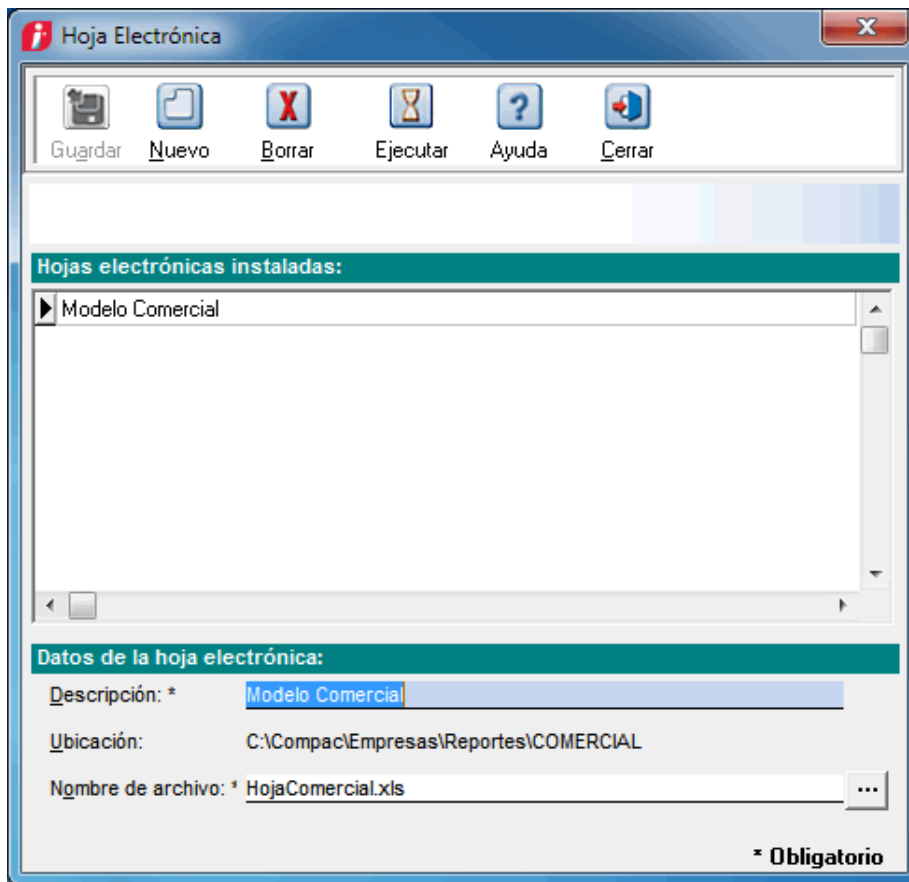 Hoja Electrónica
Guardar Nuevo Borrar Ejecutar Ayuda Cerrar
Hojas electrónicas instaladas:
Modelo Comercial
Datos de la hoja electrónica:
Descripción: * Modelo Comercial
Ubicación: C:\Compac\Empresas\Reportes\COMERCIAL
Nombre de archivo: * HojaComercial.xls ...
* Obligatorio